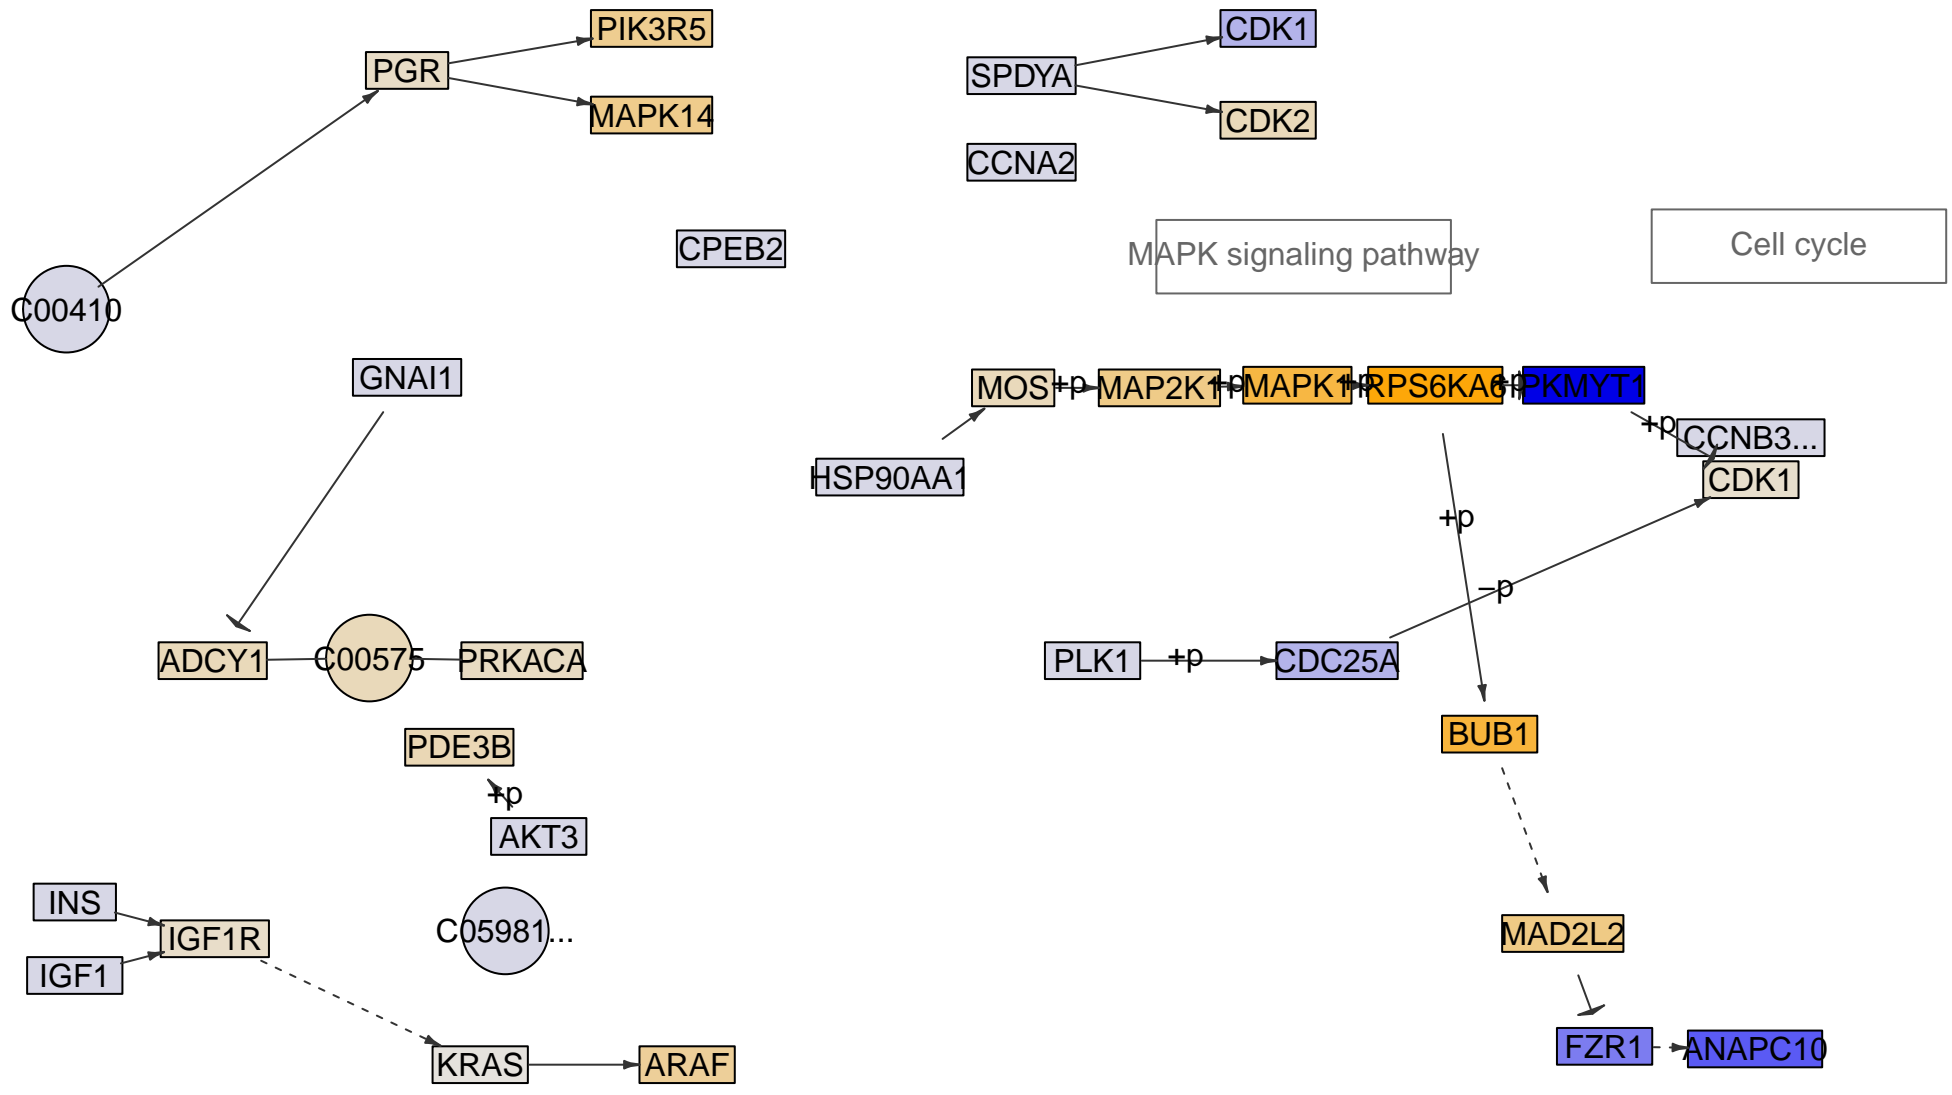 PIK3R5
CDK1
PGR
SPDYA
MAPK14
CDK2
CCNA2
CPEB2
MAPK signaling pathway
Cell cycle
C00410
GNAI1
MOS
+p
MAP2K1
+p
MAPK1
+p
RPS6KA6
+p
PKMYT1
+p
CCNB3...
HSP90AA1
CDK1
+p
−p
ADCY1
C00575
PRKACA
PLK1
+p
CDC25A
BUB1
PDE3B
+p
AKT3
INS
IGF1R
C05981...
MAD2L2
IGF1
KRAS
ARAF
FZR1
ANAPC10